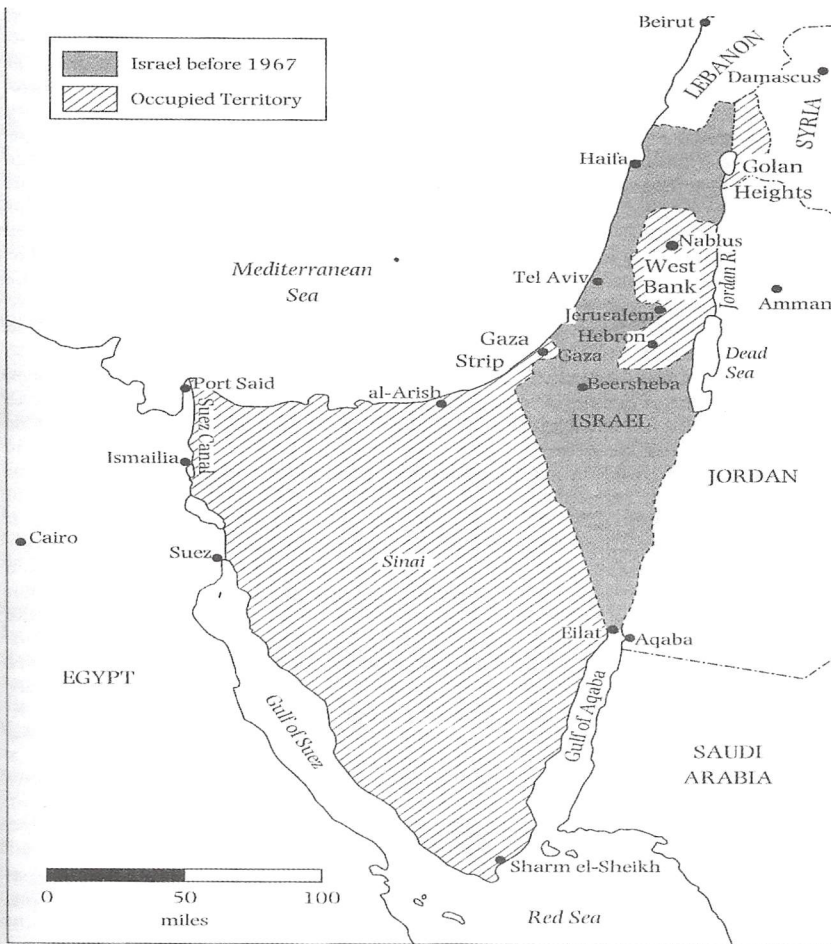 Israel before 1967
Occupied Territory
Beirut
LEBANON
Damascus
SYRIA
Haifa
Golan
Heights
Nablus
Mediterranean
Sea
Tel Aviv
West
Bank
Jordan R.
Amman
Jerusalem
Hebron
Gaza
Strip
Gaza
Dead
Sea
Port Said
al-Arish
Beersheba
Suez Canal
ISRAEL
Ismailia
JORDAN
Cairo
Suez
Sinai
Eilat
Aqaba
EGYPT
Gulf of Suez
Gulf of Aqaba
SAUDI
ARABIA
Sharm el-Sheikh
0 50 100
miles
Red Sea